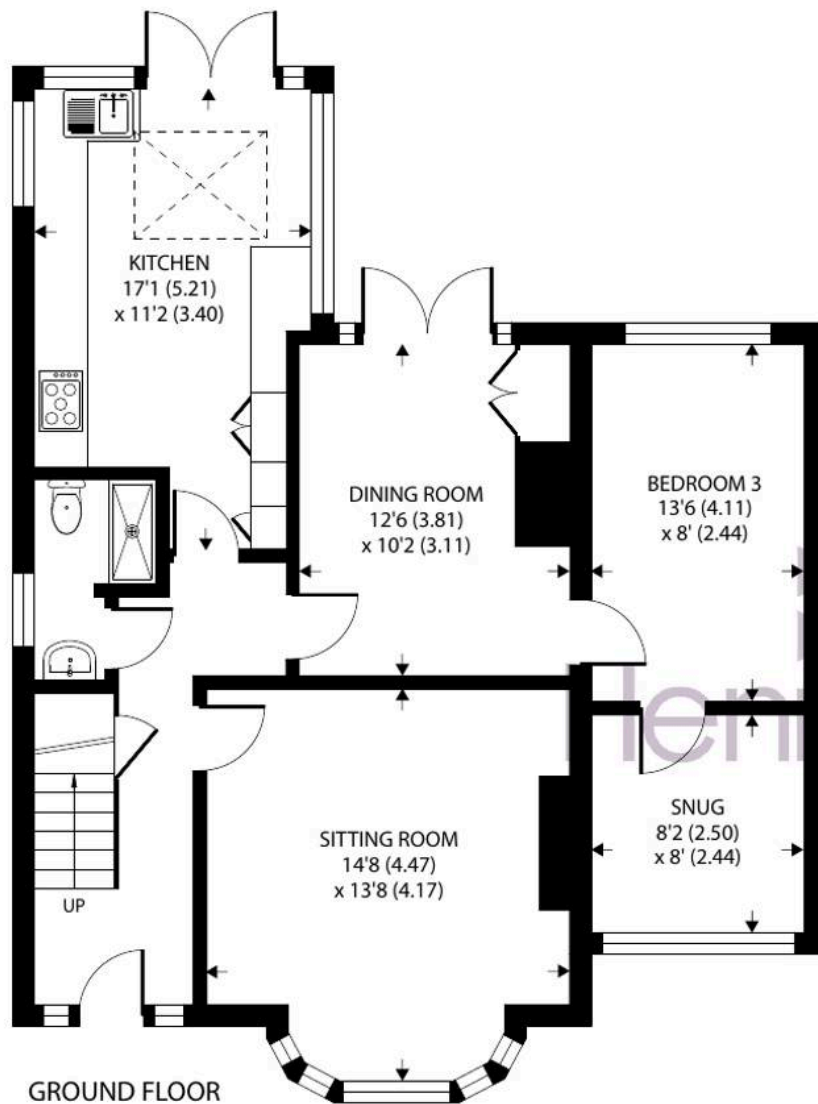 KITCHEN
17'1 (5.21)
x 11'2 (3.40)
DINING ROOM
12'6 (3.81)
x 10'2 (3.11)
BEDROOM 3
13'6 (4.11)
x 8' (2.44)
SITTING ROOM
14'8 (4.47)
x 13'8 (4.17)
SNUG
8'2 (2.50)
x 8' (2.44)
UP
GROUND FLOOR